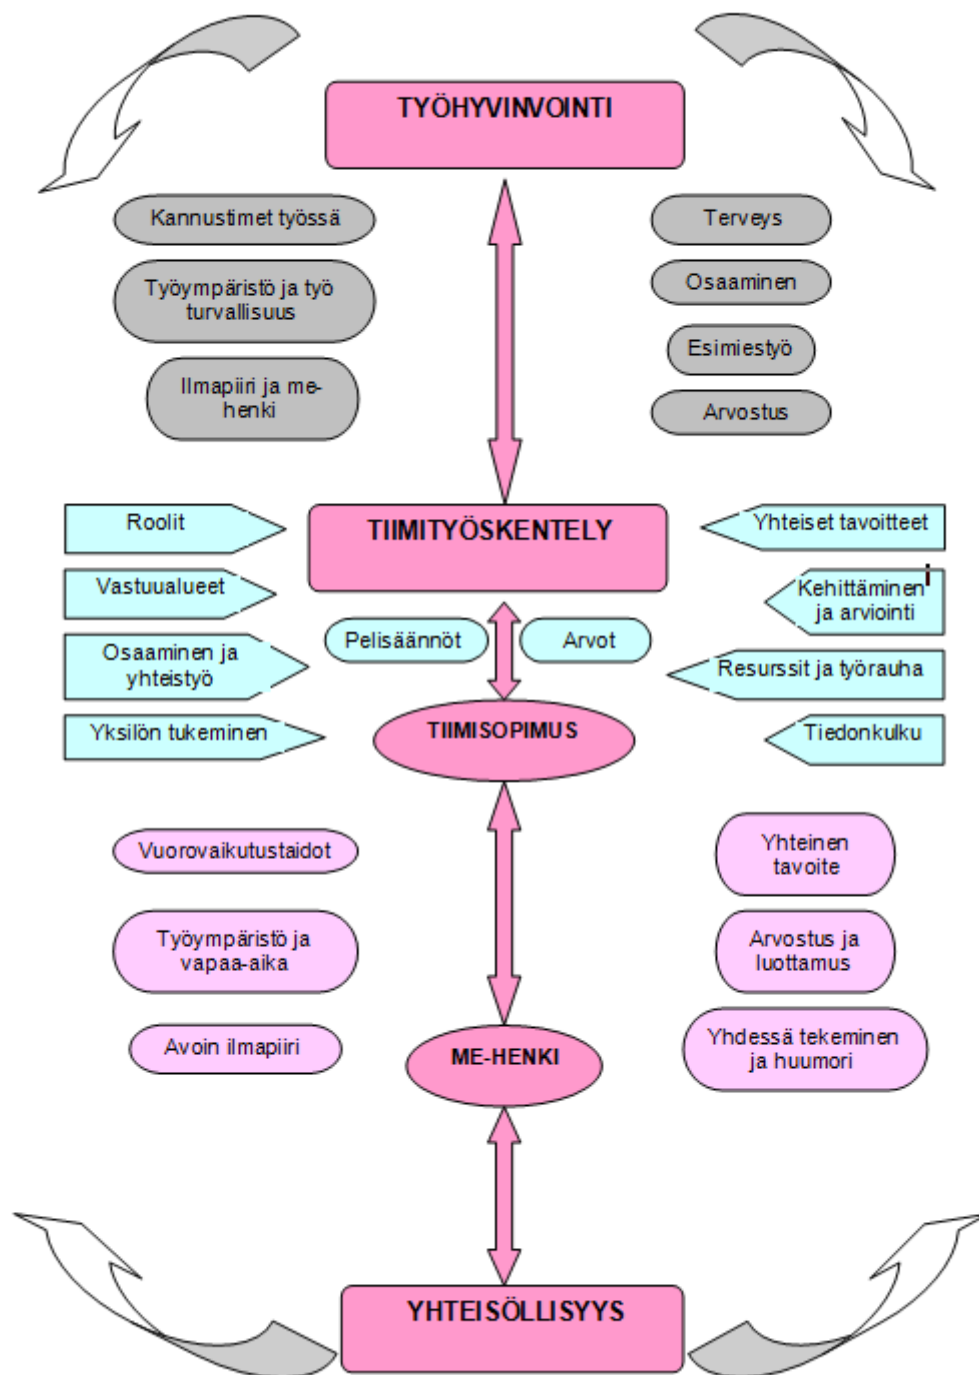 TYÖHYVINVOINTI
Kannustimet työssä
Työympäristö ja työ
turvallisuus
Ilmapiiri ja me-
henki
Terveys
Osaaminen
Esimiestyö
Arvostus
TIIMITYÖSKENTELY
Roolit
Vastuualueet
Osaaminen ja
yhteistyö
Yksilön tukeminen
Pelisäännöt
Arvot
Yhteiset tavoitteet
Kehittäminen
ja arviointi
Resurssit ja työrauha
Tiedonkulku
TIIMISOPIMUS
Vuorovaikutustaidot
Työympäristö ja
vapaa-aika
Avoin ilmapiiri
Yhteinen
tavoite
Arvostus ja
luottamus
Yhdessä tekeminen
ja huumori
ME-HENKI
YHTEISÖLLISYYS